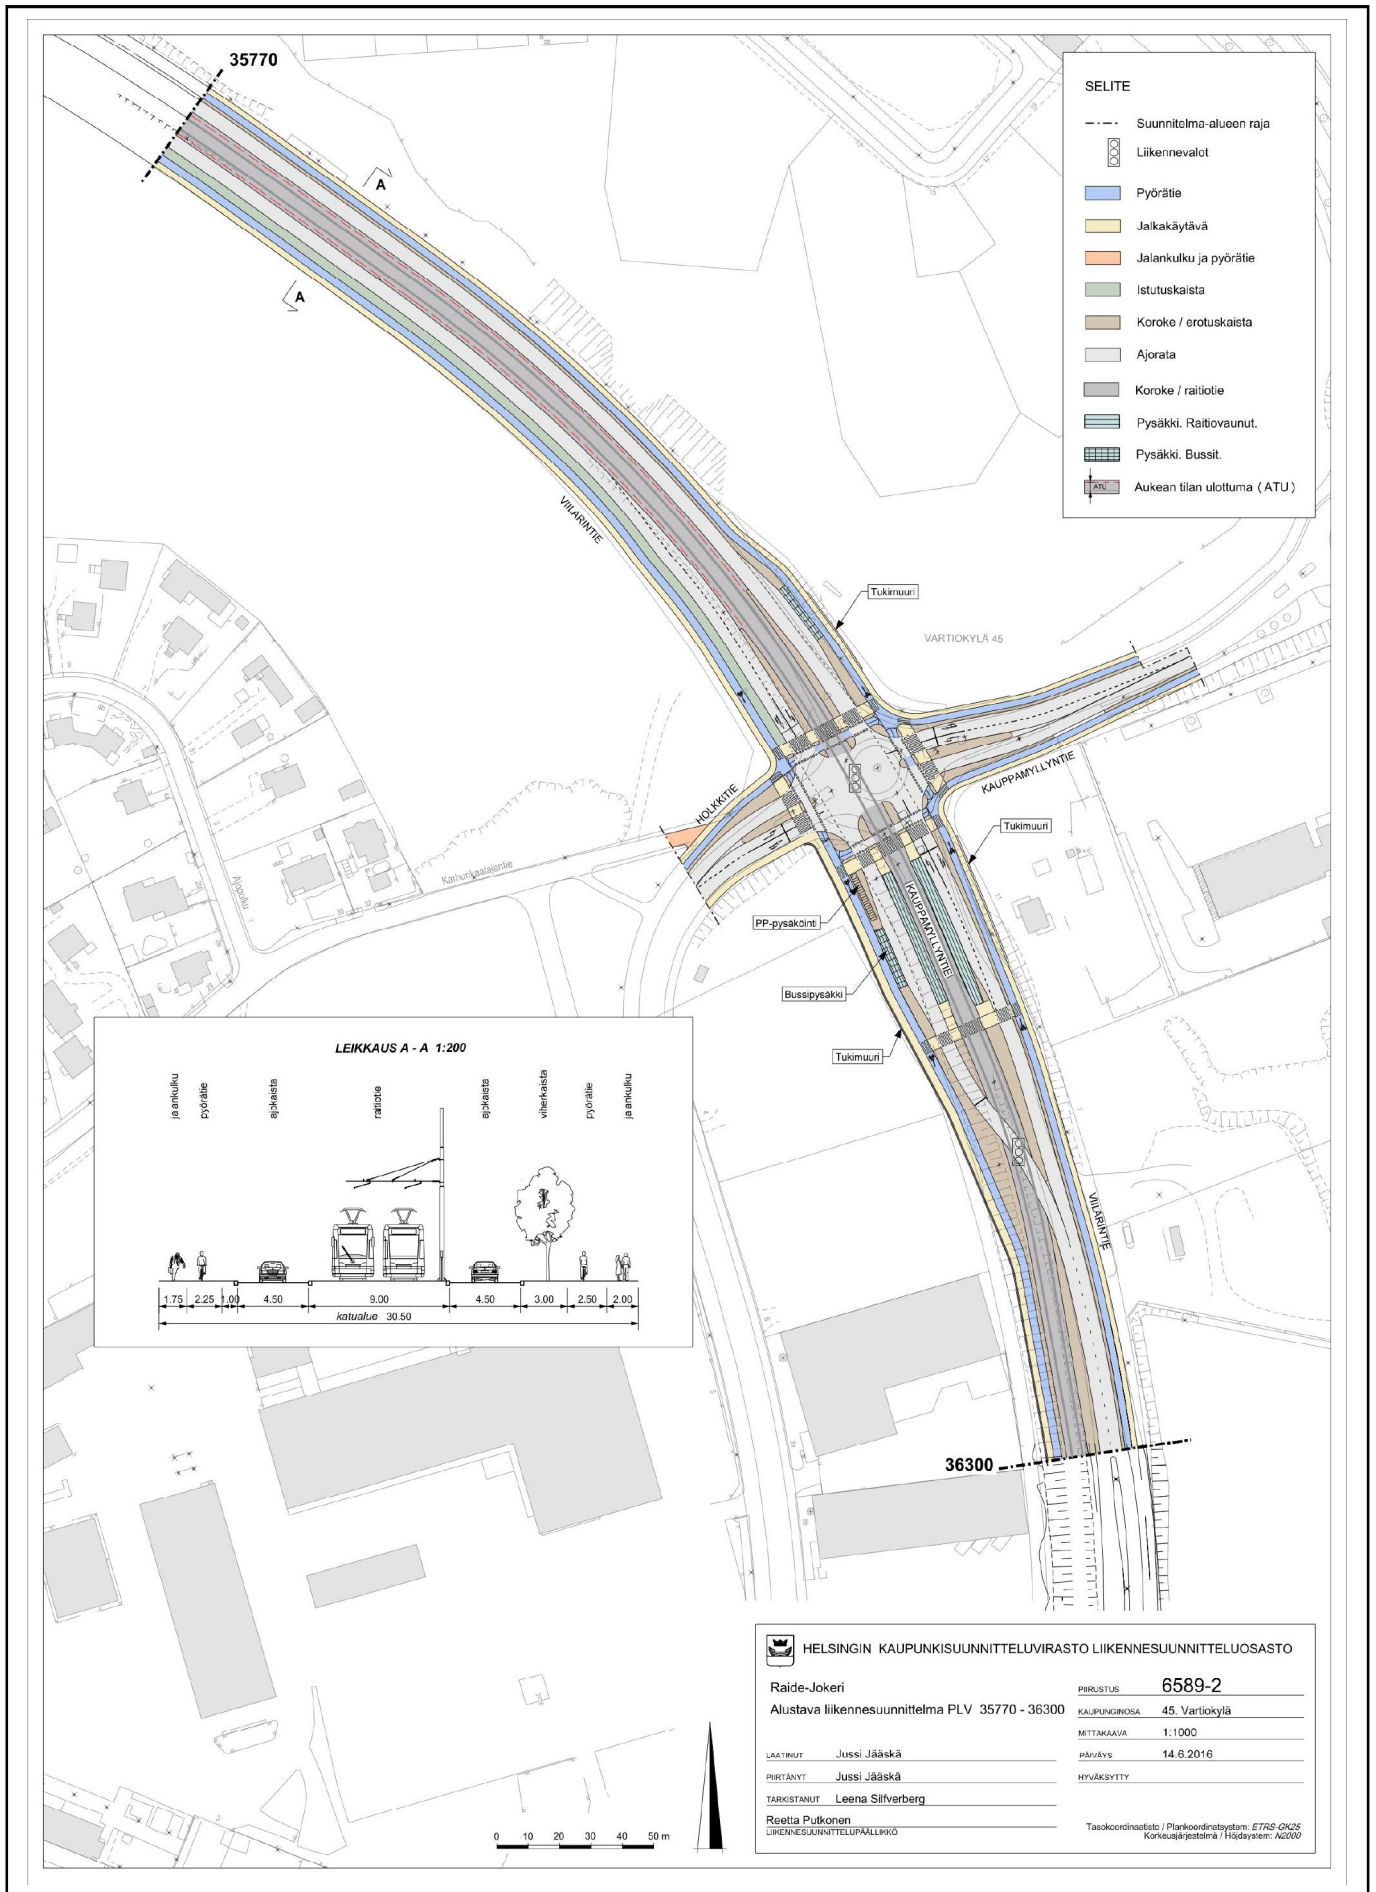 35770
SELITE
Suunnitelma-alueen raja
Liikennevalot
Pyörätie
Jalkakäytävä
Jalankulku ja pyörätie
Istutuskaista
Koroke / erotuskaista
Ajorata
Koroke / raitiotie
Pysäkki. Raitiovaunut.
Pysäkki. Bussit.
ATU
Aukean tilan ulottuma ( ATU )
A
A
VIILARINTIE
Tukimuuri
VARTIOKYLÄ 45
KAUPPAMYLLYNTIE
HOLKKITIE
Tukimuuri
Karhunkaatajantie
Ajopolku
PP-pysäköinti
KAUPPAMYLLYNTIE
Bussipysäkki
Tukimuuri
VIILARINTIE
LEIKKAUS A - A 1:200
jalankulku
pyörätie
ajokaista
raitiotie
ajokaista
viherkaista
pyörätie
jalankulku
1.75 2.25 1.00 4.50 9.00 4.50 3.00 2.50 2.00
katualue 30.50
36300
HELSINGIN KAUPUNKISUUNNITTELUVIRASTO LIIKENNESUUNNITTELUOSASTO
Raide-Jokeri
Alustava liikennesuunnittelma PLV 35770 - 36300
PIIRUSTUS 6589-2
KAUPUNGINOSA 45. Vartiokylä
MITTAKAAVA 1:1000
LAATINUT Jussi Jääskä
PÄIVÄYS 14.6.2016
PIIRTÄNYT Jussi Jääskä
HYVÄKSYTTY
TARKISTANUT Leena Silfverberg
Reetta Putkonen
LIIKENNESUUNNITTELUPÄÄLLIKKÖ
Tasokoordinaatisto / Plankoordinatsystem: ETRS-GK25
Korkeusjärjestelmä / Höjdsystem: N2000
0 10 20 30 40 50 m